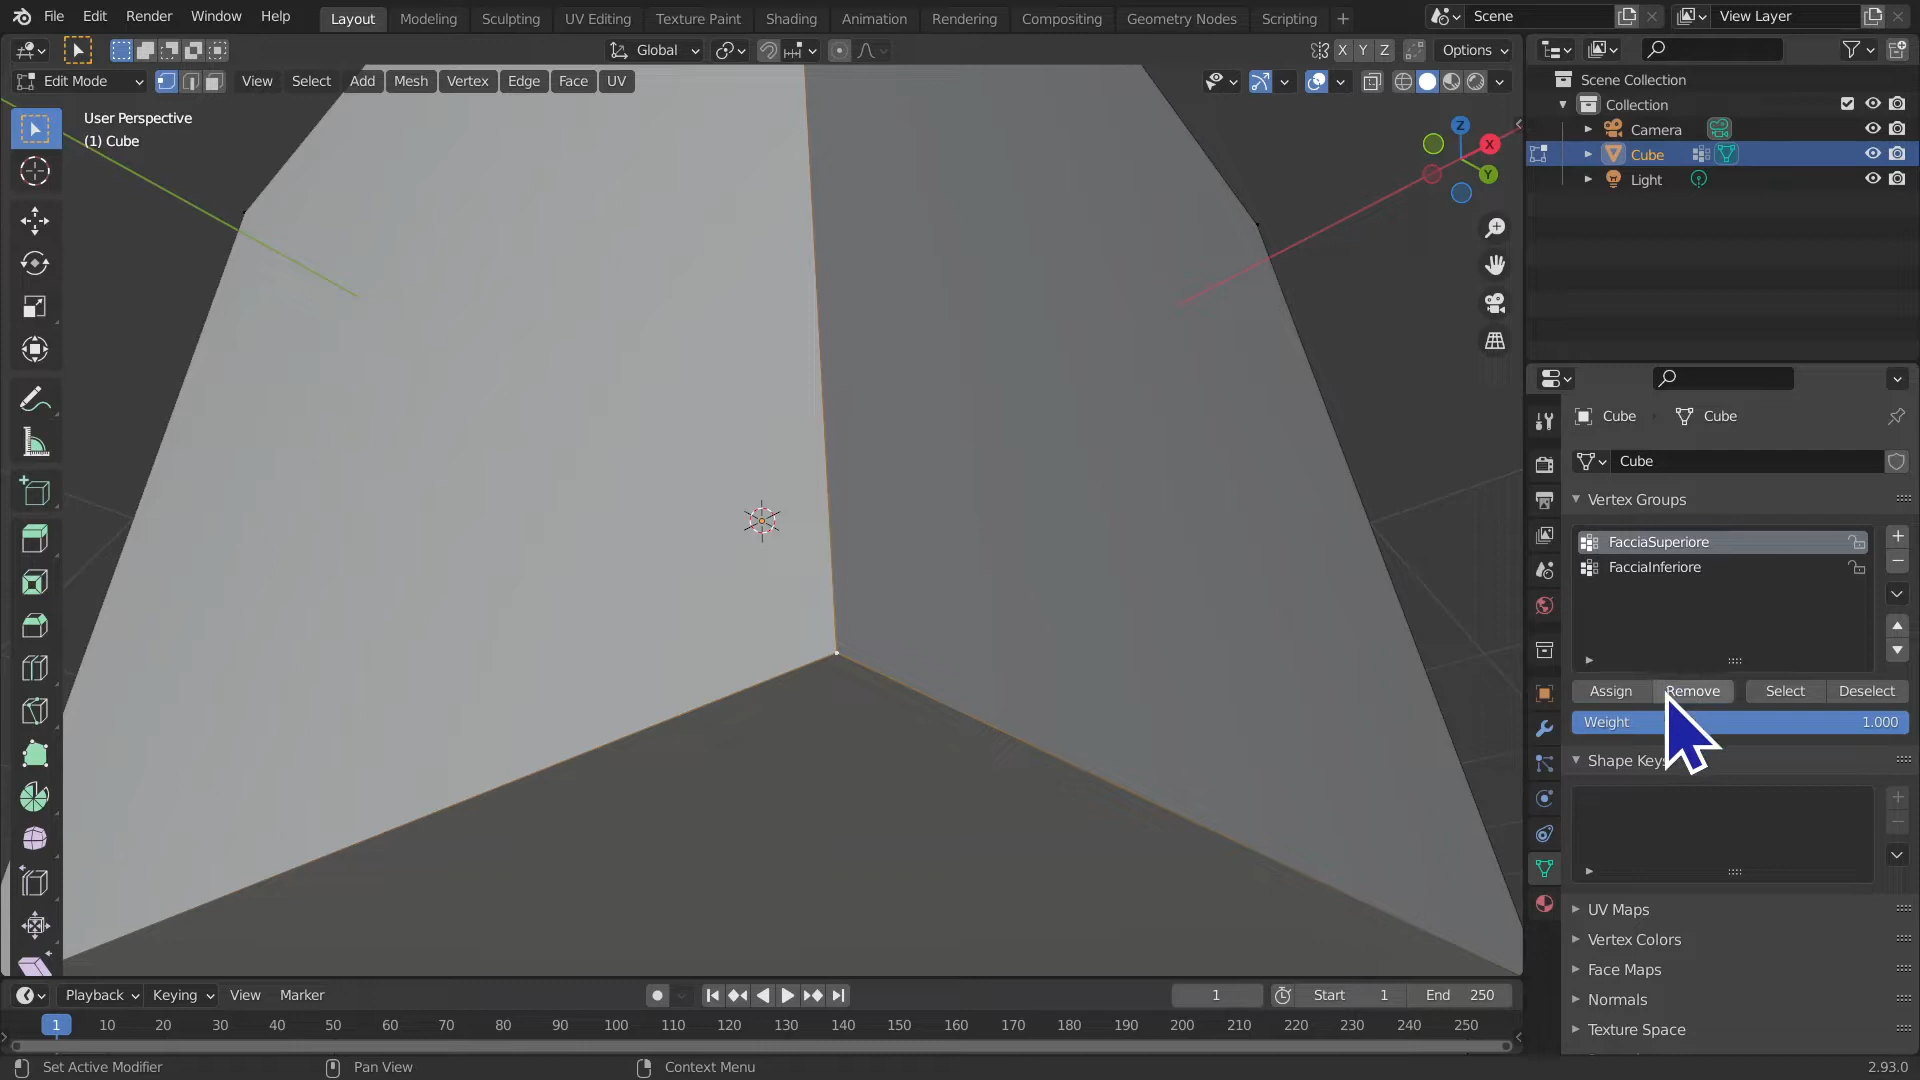 File Edit Render Window Help Layout Modeling Sculpting UV Editing Texture Paint Shading Animation Rendering Compositing Geometry Nodes Scripting Scene View Layer
Global X Y Z Options
Edit Mode View Select Add Mesh Vertex Edge Face UV
User Perspective
(1) Cube
Z
X
Y
Scene Collection
Collection
Camera
Cube
Light
Cube Cube
Cube
Vertex Groups
FacciaSuperiore
FacciaInferiore
Assign Remove Select Deselect
Weight 1.000
Shape Keys
UV Maps
Vertex Colors
Face Maps
Normals
Texture Space
Playback Keying View Marker 1 Start 1 End 250
1 10 20 30 40 50 60 70 80 90 100 110 120 130 140 150 160 170 180 190 200 210 220 230 240 250
Set Active Modifier Pan View Context Menu 2.93.0